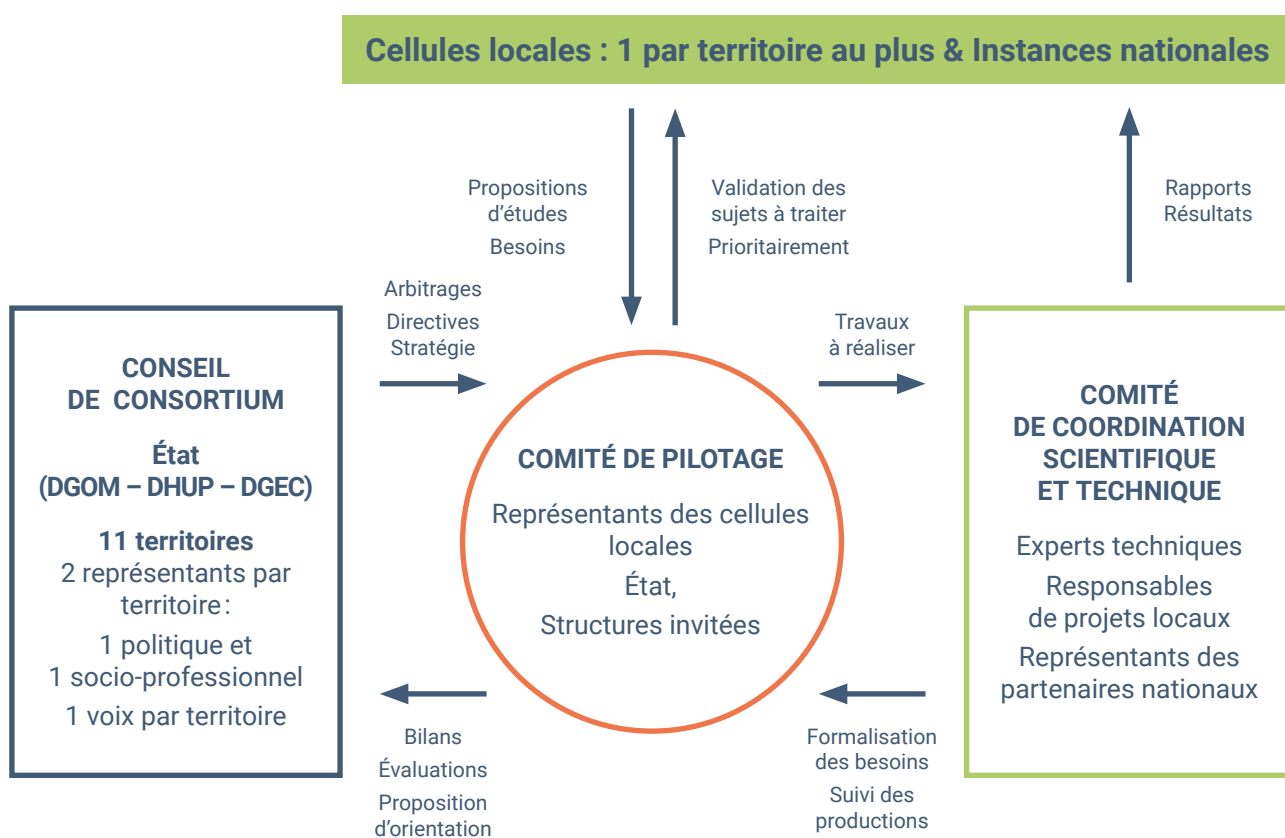 Cellules locales : 1 par territoire au plus & Instances nationales
Propositions
d’études
Besoins
Validation des
sujets à traiter
Prioritairement
Rapports
Résultats
Arbitrages
Directives
Stratégie
Travaux
à réaliser
CONSEIL
DE CONSORTIUM
État
(DGOM – DHUP – DGEC)
11 territoires
2 représentants par
territoire :
1 politique et
1 socio-professionnel
1 voix par territoire
COMITÉ DE PILOTAGE
Représentants des cellules
locales
État,
Structures invitées
COMITÉ
DE COORDINATION
SCIENTIFIQUE
ET TECHNIQUE
Experts techniques
Responsables
de projets locaux
Représentants des
partenaires nationaux
Bilans
Évaluations
Proposition
d’orientation
Formalisation
des besoins
Suivi des
productions